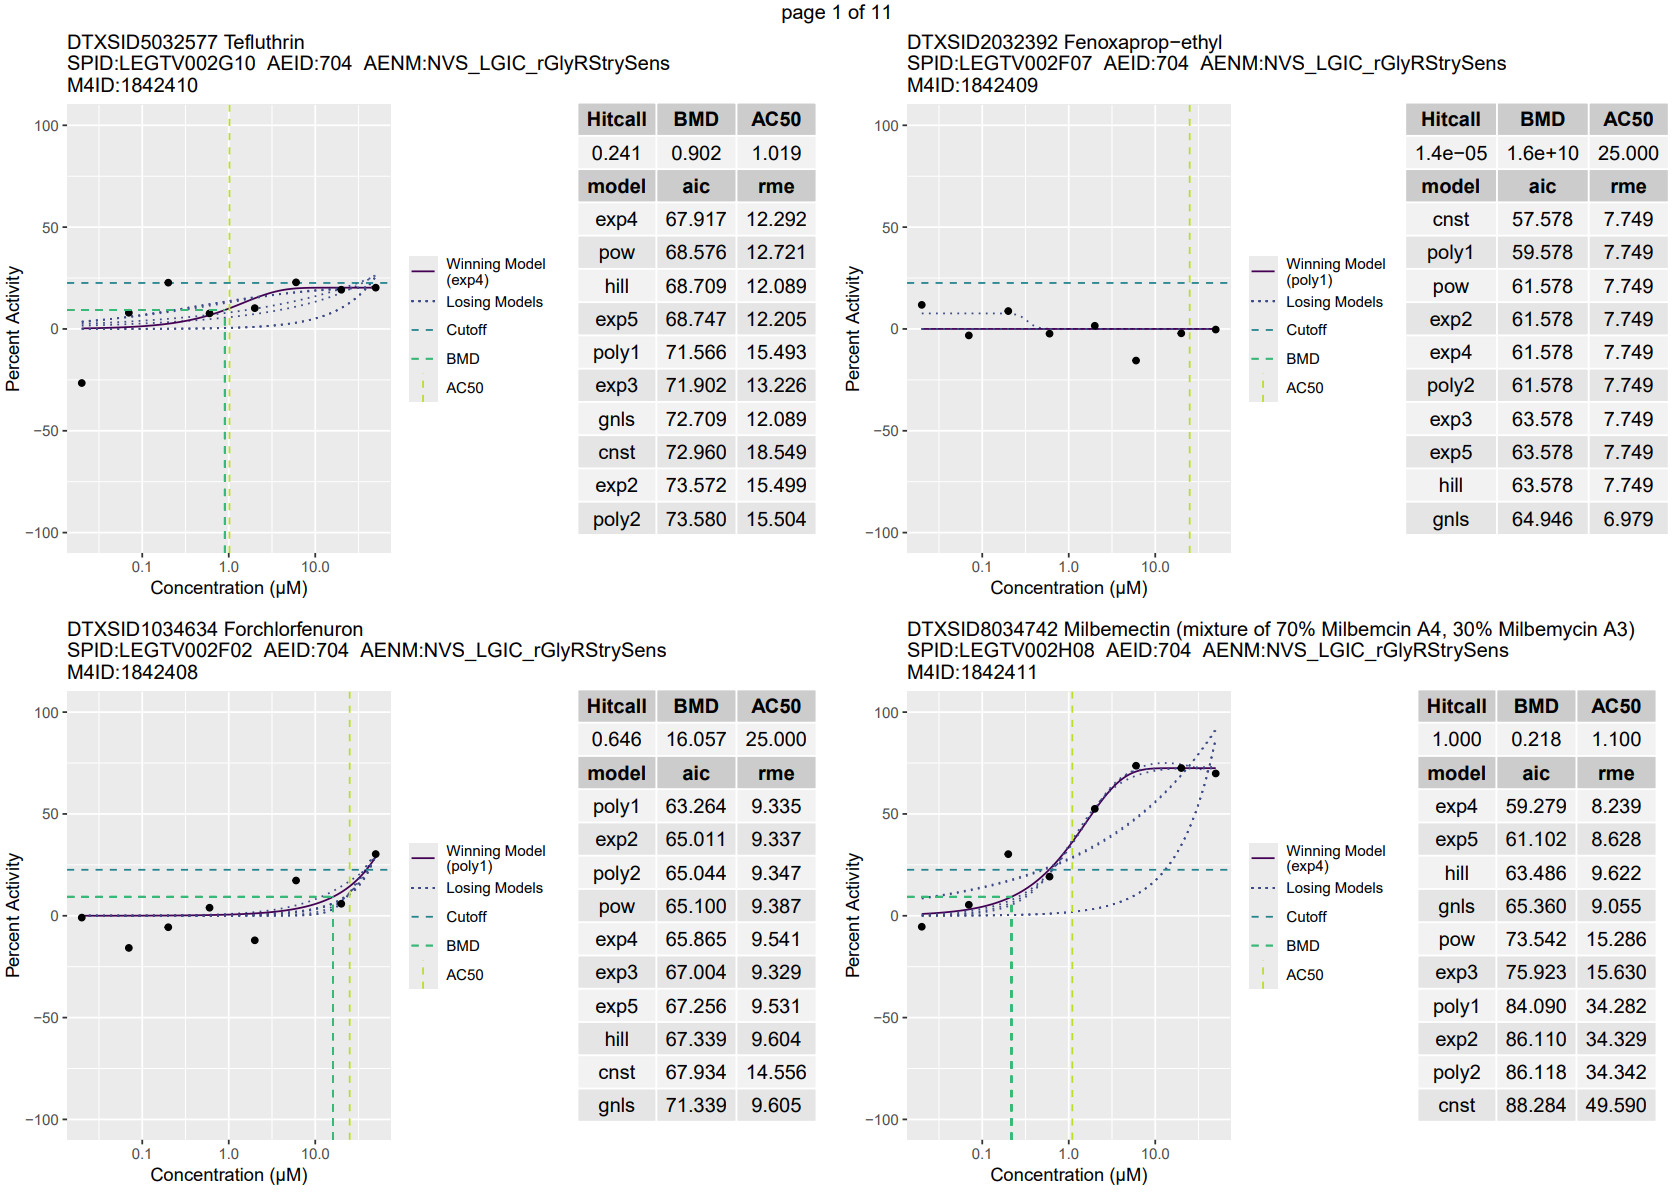 page 1 of 11
DTXSID5032577 Tefluthrin
SPID:LEGTV002G10 AEID:704 AENM:NVS_LGIC_rGlyRStrySens
M4ID:1842410
100
50
0
−50
−100
Percent Activity
0.1 1.0 10.0
Concentration (µM)
Winning Model
(exp4)
Losing Models
Cutoff
BMD
AC50
Hitcall BMD AC50
0.241 0.902 1.019
model aic rme
exp4 67.917 12.292
pow 68.576 12.721
hill 68.709 12.089
exp5 68.747 12.205
poly1 71.566 15.493
exp3 71.902 13.226
gnls 72.709 12.089
cnst 72.960 18.549
exp2 73.572 15.499
poly2 73.580 15.504
DTXSID2032392 Fenoxaprop−ethyl
SPID:LEGTV002F07 AEID:704 AENM:NVS_LGIC_rGlyRStrySens
M4ID:1842409
100
50
0
−50
−100
Percent Activity
0.1 1.0 10.0
Concentration (µM)
Winning Model
(poly1)
Losing Models
Cutoff
BMD
AC50
Hitcall BMD AC50
1.4e−05 1.6e+10 25.000
model aic rme
cnst 57.578 7.749
poly1 59.578 7.749
pow 61.578 7.749
exp2 61.578 7.749
exp4 61.578 7.749
poly2 61.578 7.749
exp3 63.578 7.749
exp5 63.578 7.749
hill 63.578 7.749
gnls 64.946 6.979
DTXSID1034634 Forchlorfenuron
SPID:LEGTV002F02 AEID:704 AENM:NVS_LGIC_rGlyRStrySens
M4ID:1842408
100
50
0
−50
−100
Percent Activity
0.1 1.0 10.0
Concentration (µM)
Winning Model
(poly1)
Losing Models
Cutoff
BMD
AC50
Hitcall BMD AC50
0.646 16.057 25.000
model aic rme
poly1 63.264 9.335
exp2 65.011 9.337
poly2 65.044 9.347
pow 65.100 9.387
exp4 65.865 9.541
exp3 67.004 9.329
exp5 67.256 9.531
hill 67.339 9.604
cnst 67.934 14.556
gnls 71.339 9.605
DTXSID8034742 Milbemectin (mixture of 70% Milbemcin A4, 30% Milbemycin A3)
SPID:LEGTV002H08 AEID:704 AENM:NVS_LGIC_rGlyRStrySens
M4ID:1842411
100
50
0
−50
−100
Percent Activity
0.1 1.0 10.0
Concentration (µM)
Winning Model
(exp4)
Losing Models
Cutoff
BMD
AC50
Hitcall BMD AC50
1.000 0.218 1.100
model aic rme
exp4 59.279 8.239
exp5 61.102 8.628
hill 63.486 9.622
gnls 65.360 9.055
pow 73.542 15.286
exp3 75.923 15.630
poly1 84.090 34.282
exp2 86.110 34.329
poly2 86.118 34.342
cnst 88.284 49.590